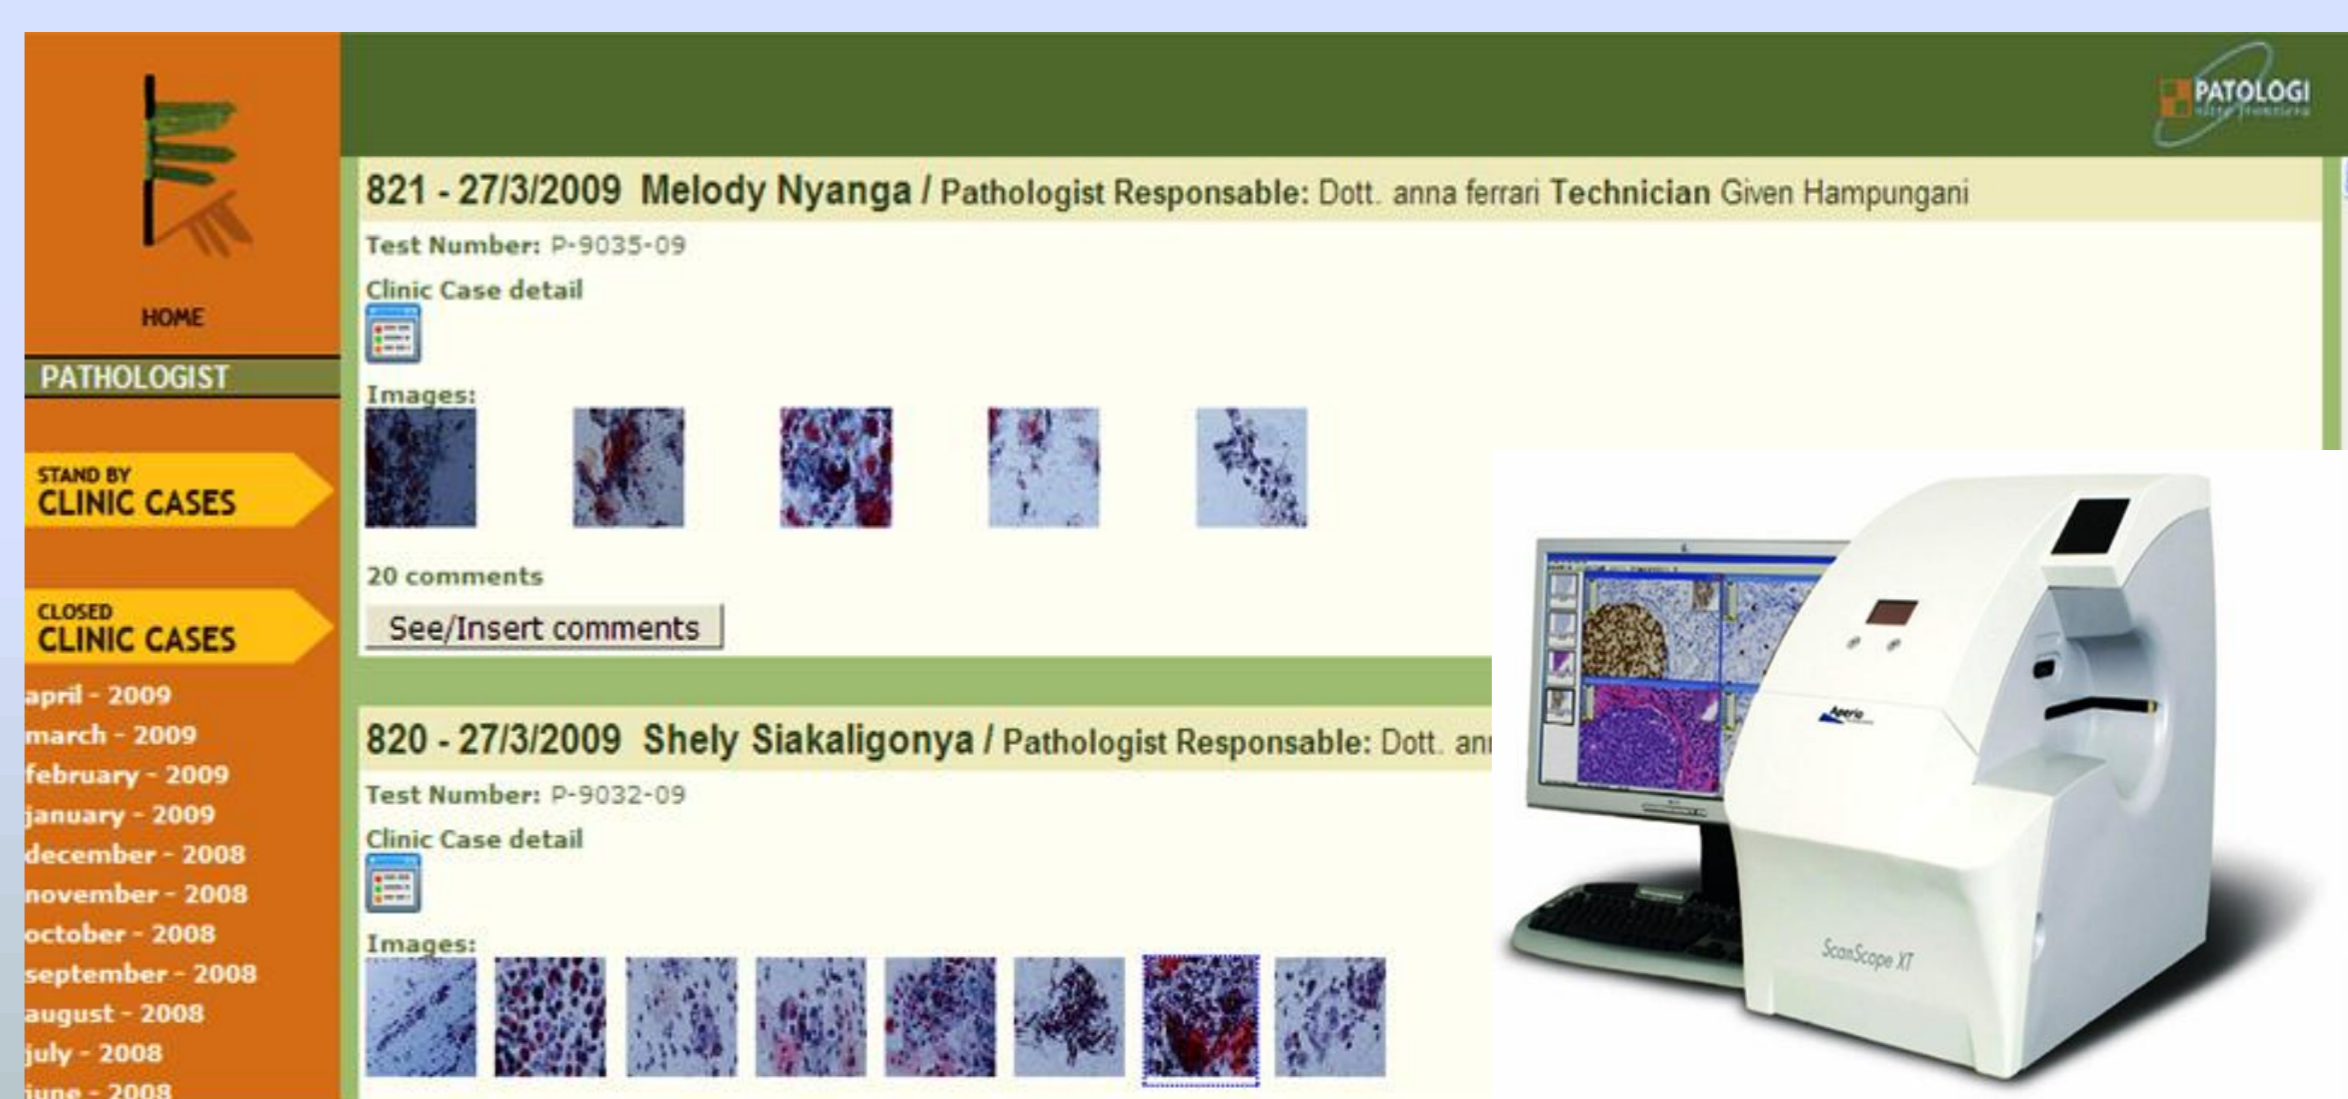 HOME
PATHOLOGIST
STAND BY
CLINIC CASES
CLOSED
CLINIC CASES
april - 2009
march - 2009
february - 2009
january - 2009
december - 2008
november - 2008
october - 2008
september - 2008
august - 2008
july - 2008
june - 2008
PATOLOGI
oltre frontiera
821 - 27/3/2009 Melody Nyanga / Pathologist Responsable: Dott. anna ferrari Technician Given Hampungani
Test Number: P-9035-09
Clinic Case detail
Images:
20 comments
See/Insert comments
820 - 27/3/2009 Shely Siakaligonya / Pathologist Responsable: Dott. ann
Test Number: P-9032-09
Clinic Case detail
Images:
Aperio
ScanScope XT